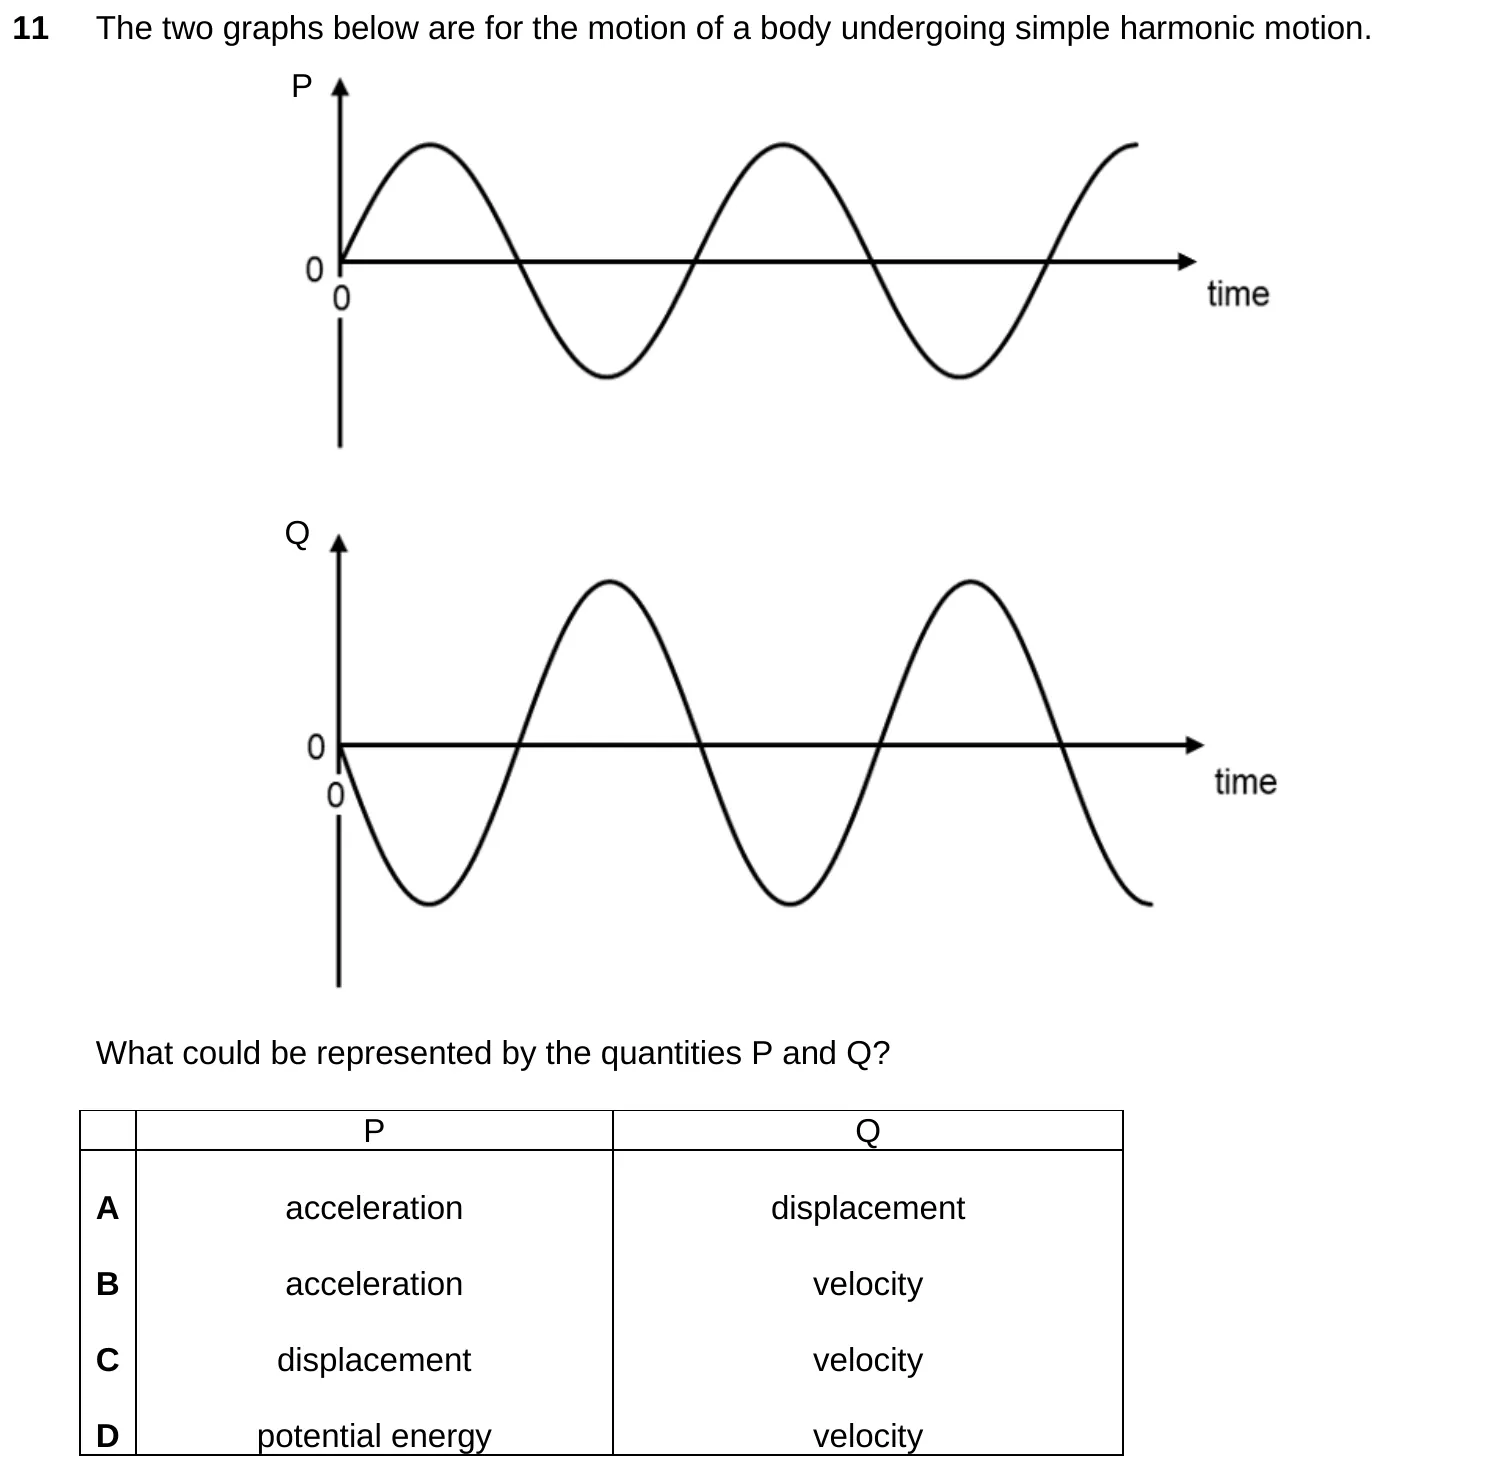 11 The two graphs below are for the motion of a body undergoing simple harmonic motion.
P
0
0
time
Q
0
0
time
What could be represented by the quantities P and Q?
P Q
A acceleration displacement
B acceleration velocity
C displacement velocity
D potential energy velocity